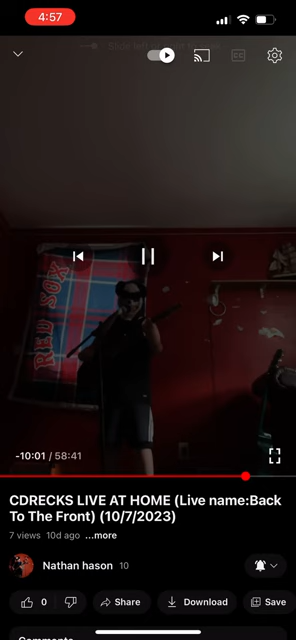 4:57
RED SOX
-10:01 / 58:41
CDRECKS LIVE AT HOME (Live name:Back
To The Front) (10/7/2023)
7 views 10d ago ...more
Nathan hason 10
0 Share Download Save